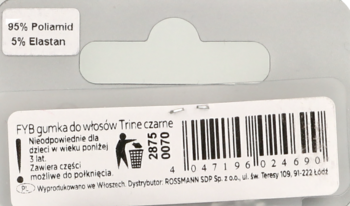 95% Poliamid
5% Elastan
FYB gumka do włosów Trine czarne
Nieodpowiednie dla
dzieci w wieku poniżej
3 lat.
Zawiera części
możliwe do połknięcia.
2875
0070
4 047196 024690
PL Wyprodukowano we Włoszech. Dystrybutor: ROSSMANN SDP Sp. z o.o., ul. św. Teresy 109, 91-222 Łódź